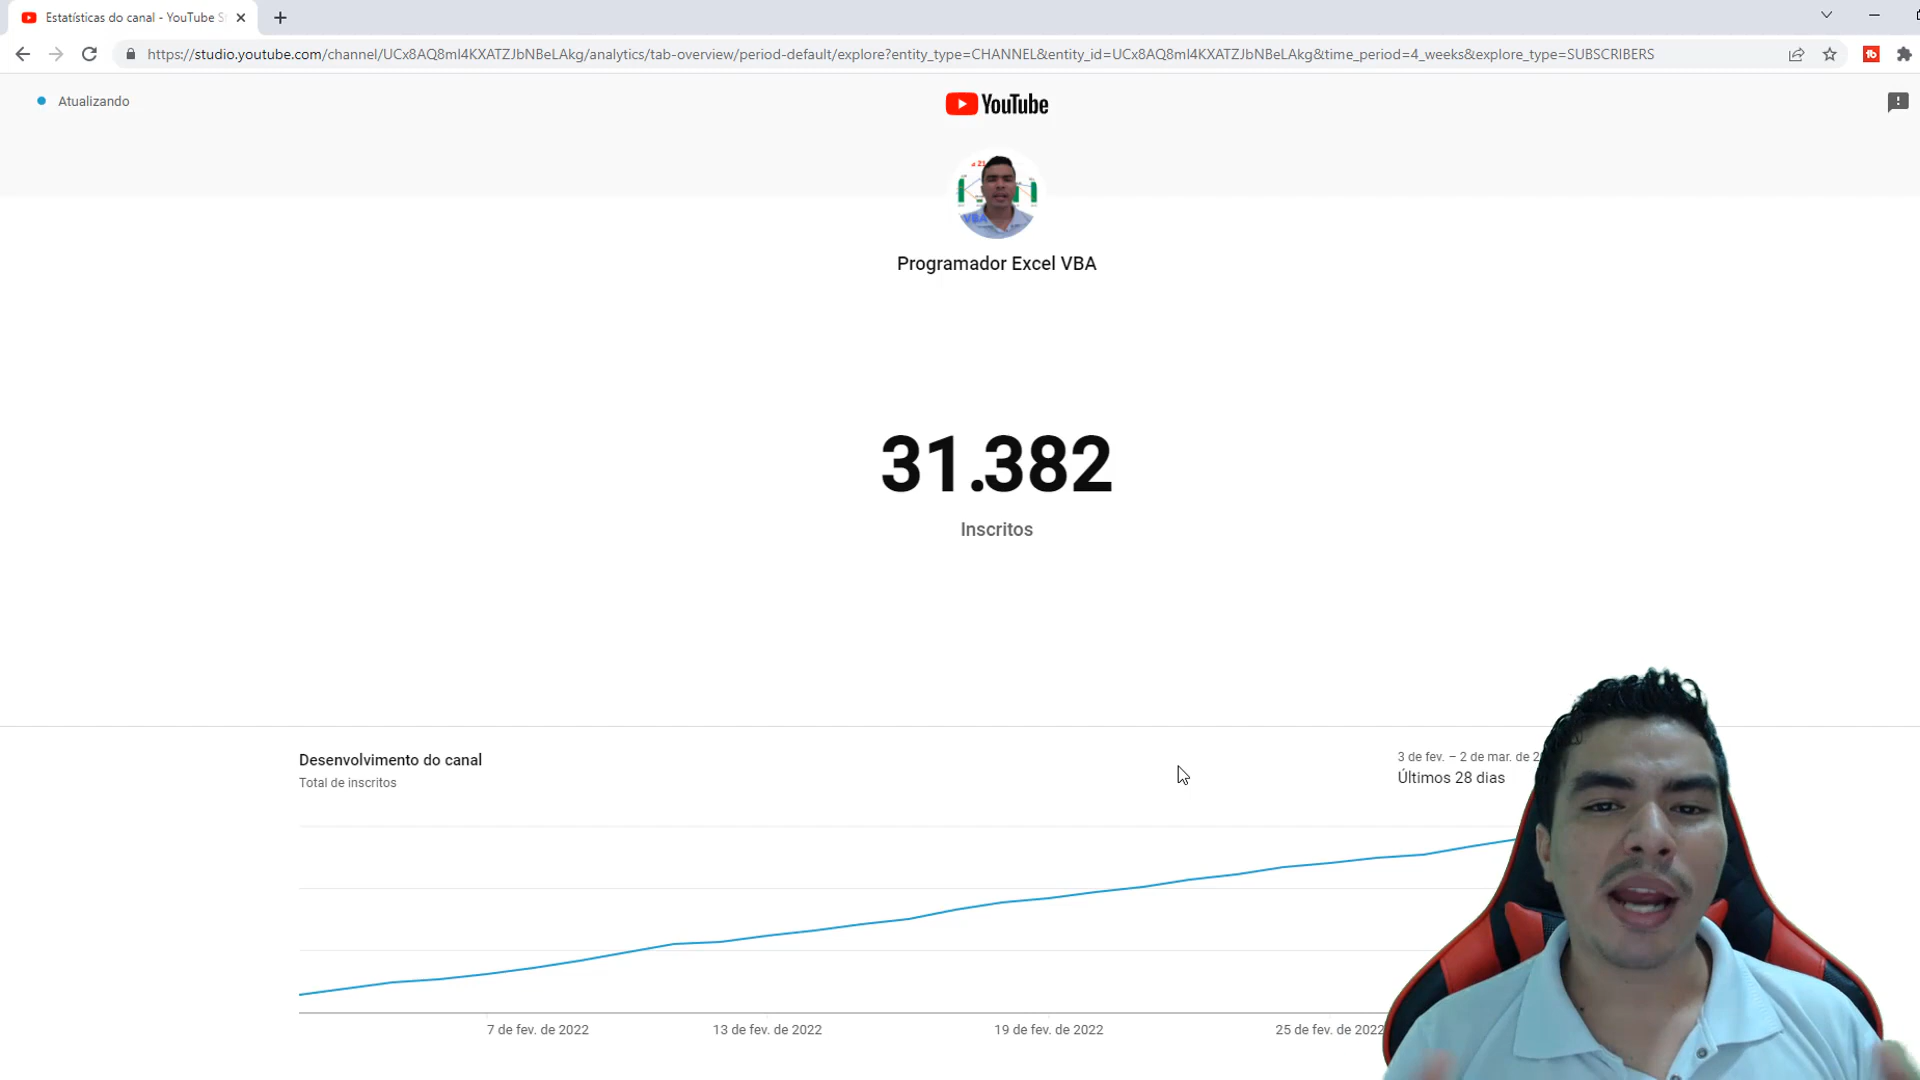 Estatísticas do canal - YouTube S
https://studio.youtube.com/channel/UCx8AQ8mI4KXATZJbNBeLAkg/analytics/tab-overview/period-default/explore?entity_type=CHANNEL&entity_id=UCx8AQ8mI4KXATZJbNBeLAkg&time_period=4_weeks&explore_type=SUBSCRIBERS
Atualizando
YouTube
Programador Excel VBA
31.382
Inscritos
Desenvolvimento do canal
Total de inscritos
3 de fev. – 2 de mar. de 2
Últimos 28 dias
7 de fev. de 2022
13 de fev. de 2022
19 de fev. de 2022
25 de fev. de 2022